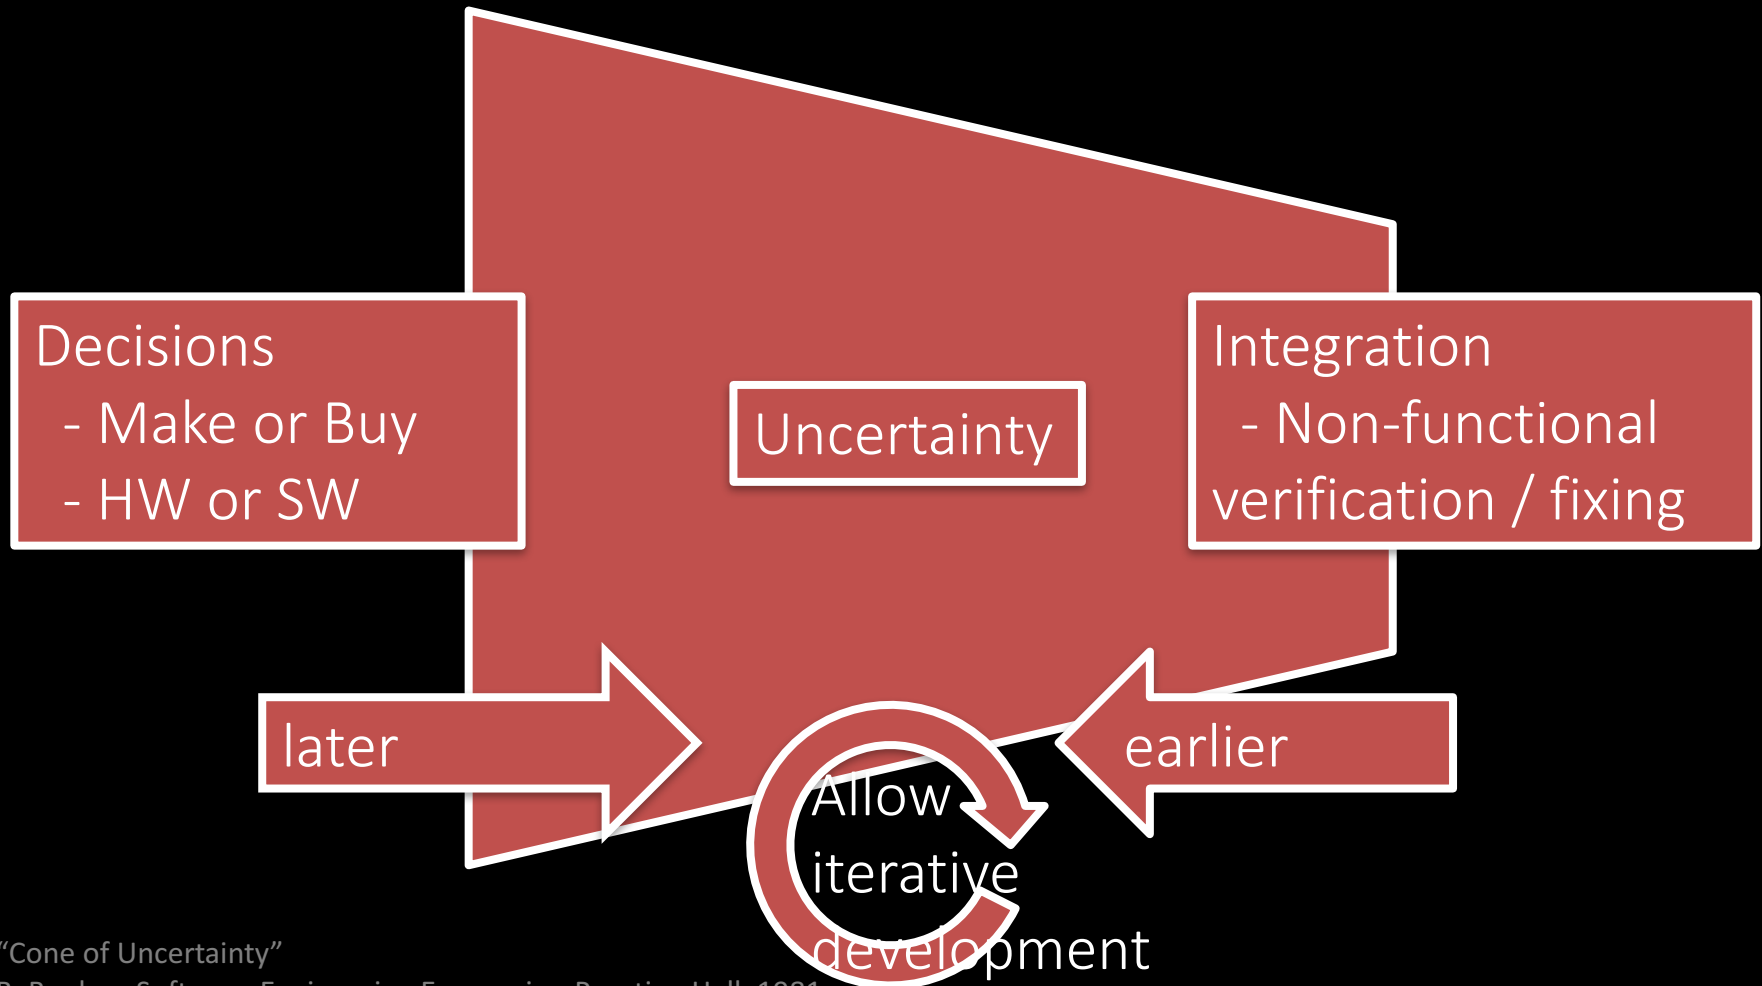 Decisions
- Make or Buy
- HW or SW
Uncertainty
Integration
- Non-functional
verification / fixing
later
earlier
Allow
iterative
development
“Cone of Uncertainty”